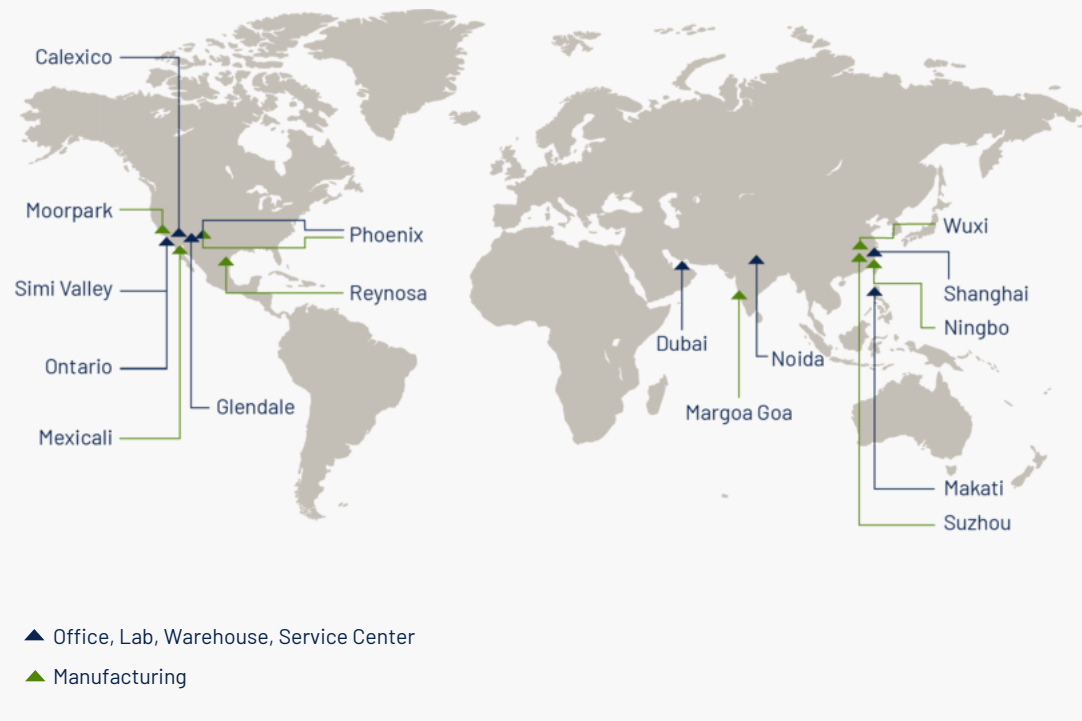 Calexico
Moorpark
Simi Valley
Ontario
Mexicali
Glendale
Phoenix
Reynosa
Dubai
Noida
Margoa Goa
Wuxi
Shanghai
Ningbo
Makati
Suzhou
Office, Lab, Warehouse, Service Center
Manufacturing